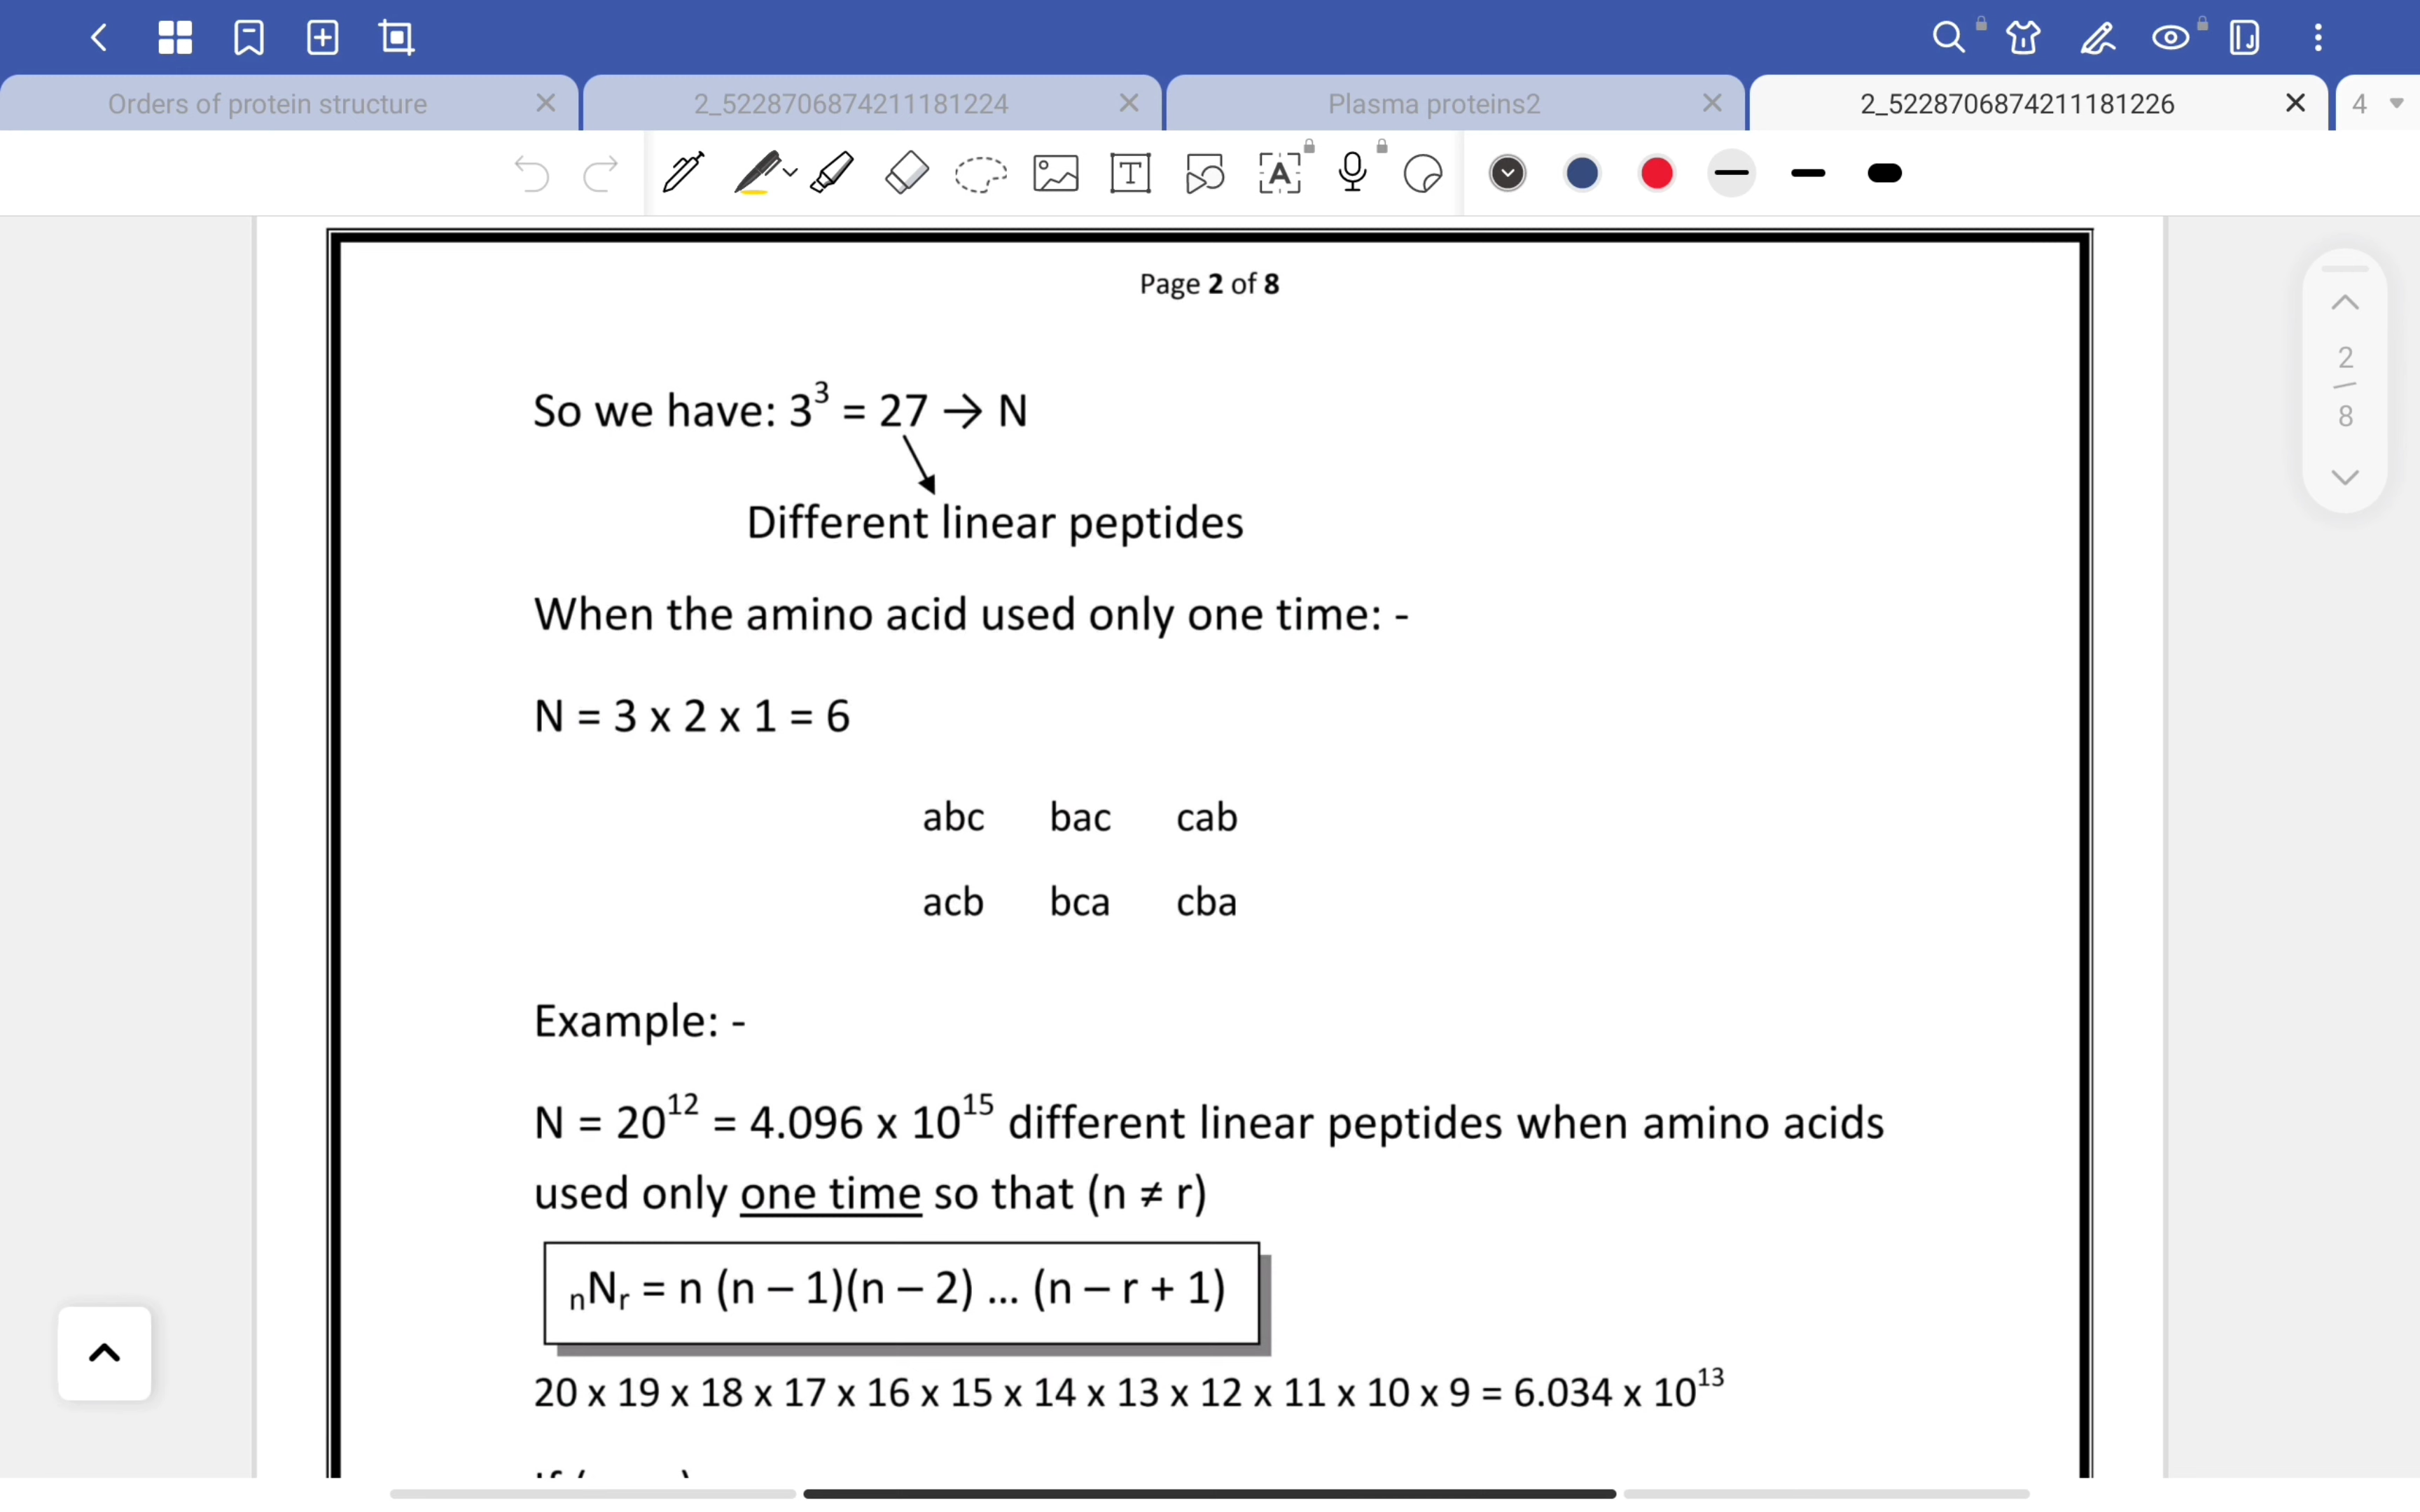 Orders of protein structure
2_5228706874211181224
Plasma proteins2
2_5228706874211181226
4
Page 2 of 8
2
/
8
So we have: 3³ = 27 → N
Different linear peptides
When the amino acid used only one time: -
N = 3 x 2 x 1 = 6
abc bac cab
acb bca cba
Example: -
N = 20¹² = 4.096 x 10¹⁵ different linear peptides when amino acids
used only one time so that (n ≠ r)
ₙNᵣ = n (n – 1)(n – 2) ... (n – r + 1)
20 x 19 x 18 x 17 x 16 x 15 x 14 x 13 x 12 x 11 x 10 x 9 = 6.034 x 10¹³